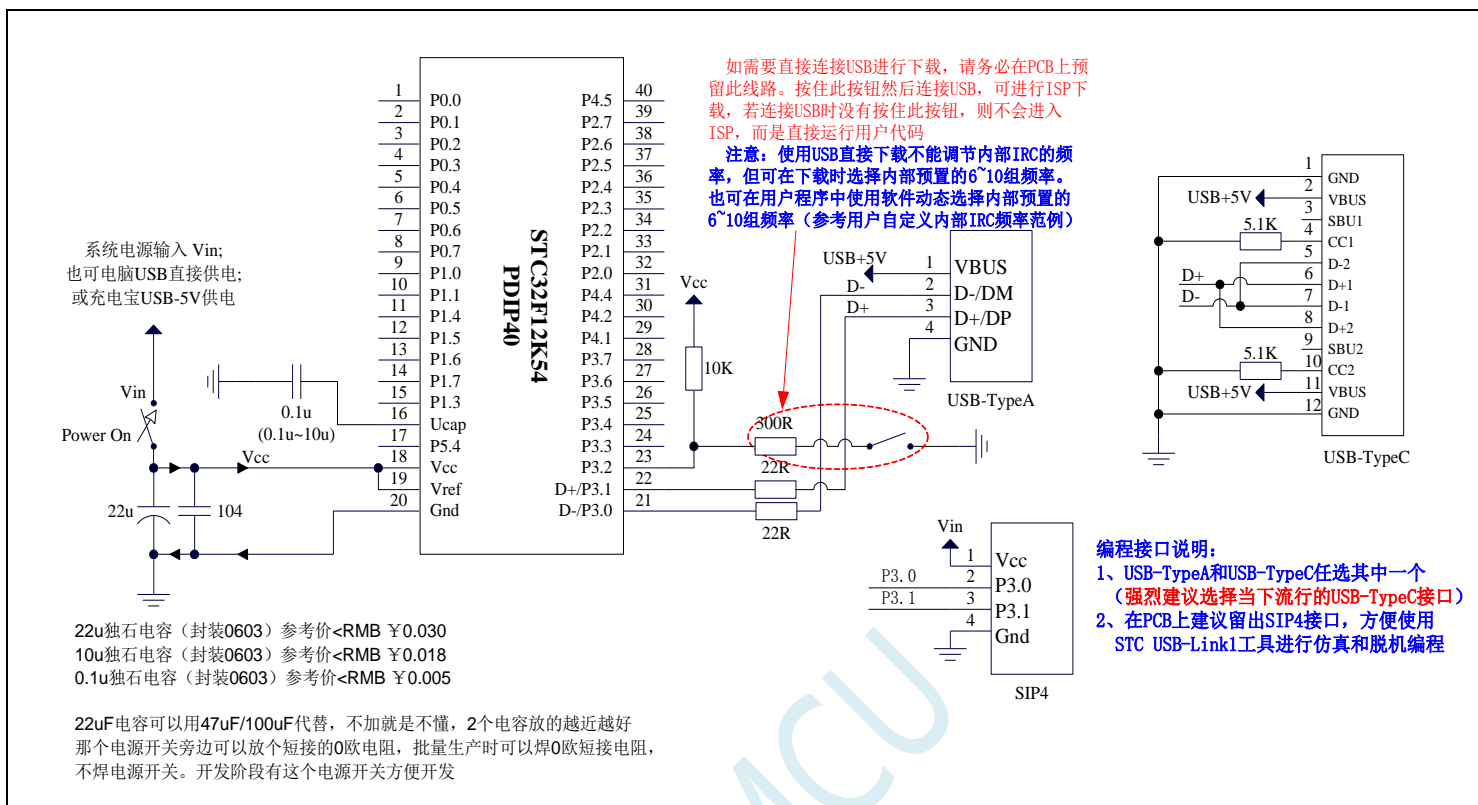 如需要直接连接USB进行下载，请务必在PCB上预
留此线路。按住此按钮然后连接USB，可进行ISP下
载，若连接USB时没有按住此按钮，则不会进入
ISP，而是直接运行用户代码
注意：使用USB直接下载不能调节内部IRC的频
率，但可在下载时选择内部预置的6~10组频率。
也可在用户程序中使用软件动态选择内部预置的
6~10组频率（参考用户自定义内部IRC频率范例）
系统电源输入 Vin;
也可电脑USB直接供电;
或充电宝USB-5V供电
Vin
Power On
Vcc
22u
104
0.1u
(0.1u~10u)
STC32F12K54
PDIP40
1 P0.0
2 P0.1
3 P0.2
4 P0.3
5 P0.4
6 P0.5
7 P0.6
8 P0.7
9 P1.0
10 P1.1
11 P1.4
12 P1.5
13 P1.6
14 P1.7
15 P1.3
16 Ucap
17 P5.4
18 Vcc
19 Vref
20 Gnd
P4.5 40
P2.7 39
P2.6 38
P2.5 37
P2.4 36
P2.3 35
P2.2 34
P2.1 33
P2.0 32
P4.4 31
P4.2 30
P4.1 29
P3.7 28
P3.6 27
P3.5 26
P3.4 25
P3.3 24
P3.2 23
D+/P3.1 22
D-/P3.0 21
Vcc
10K
300R
22R
22R
USB+5V
D-
D+
1 VBUS
2 D-/DM
3 D+/DP
4 GND
USB-TypeA
USB+5V
5.1K
D+
D-
5.1K
USB+5V
1 GND
2 VBUS
3 SBU1
4 CC1
5 D-2
6 D+1
7 D-1
8 D+2
9 SBU2
10 CC2
11 VBUS
12 GND
USB-TypeC
Vin
P3.0
P3.1
1 Vcc
2 P3.0
3 P3.1
4 Gnd
SIP4
编程接口说明：
1、USB-TypeA和USB-TypeC任选其中一个
（强烈建议选择当下流行的USB-TypeC接口）
2、在PCB上建议留出SIP4接口，方便使用
STC USB-Link1工具进行仿真和脱机编程
22u独石电容（封装0603）参考价<RMB ￥0.030
10u独石电容（封装0603）参考价<RMB ￥0.018
0.1u独石电容（封装0603）参考价<RMB ￥0.005
22uF电容可以用47uF/100uF代替，不加就是不懂，2个电容放的越近越好
那个电源开关旁边可以放个短接的0欧电阻，批量生产时可以焊0欧短接电阻，
不焊电源开关。开发阶段有这个电源开关方便开发
MCU